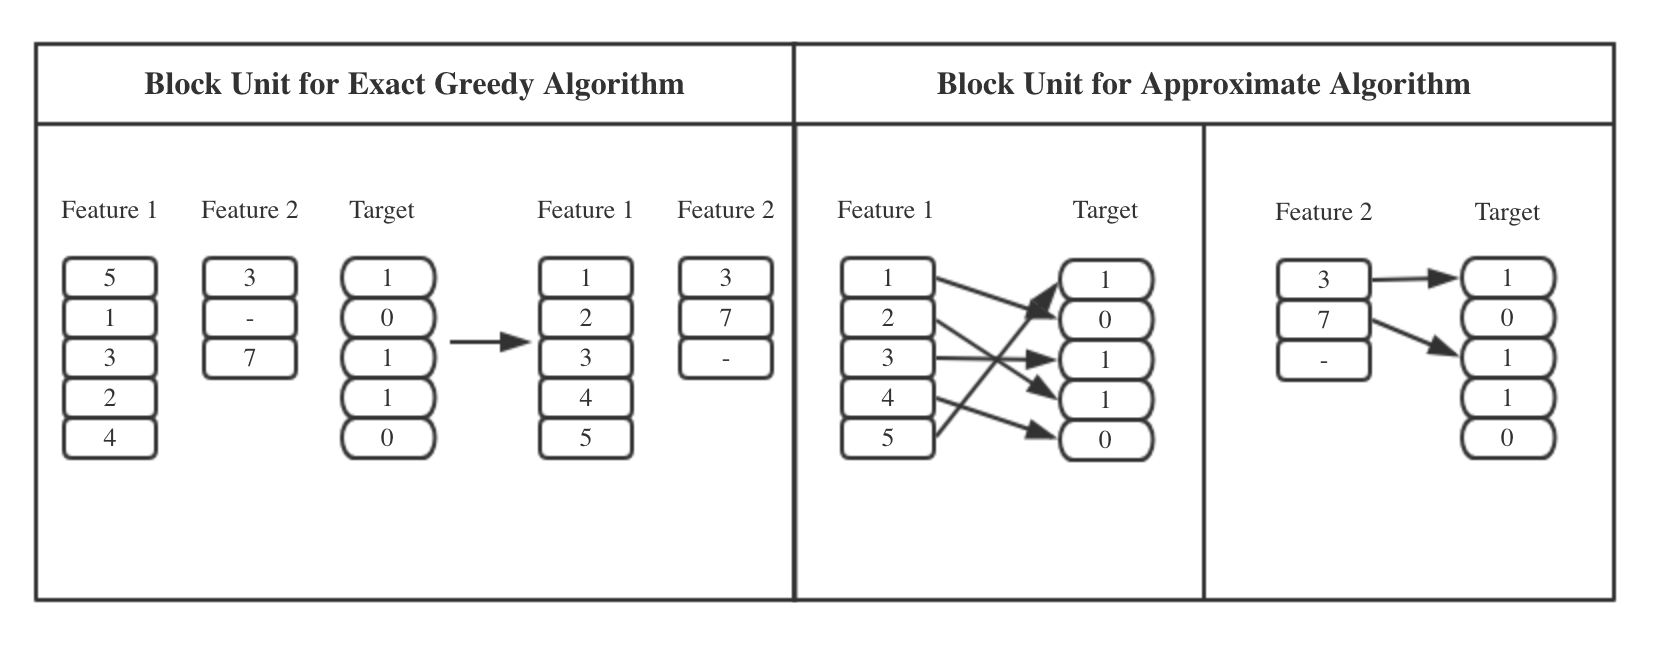 Block Unit for Exact Greedy Algorithm Block Unit for Approximate Algorithm
Feature 1 Feature 2 Target Feature 1 Feature 2 Feature 1 Target Feature 2 Target
5 3 1 1 3 1 1 3 1
1 - 0 2 7 2 0 7 0
3 7 1 3 - 3 1 - 1
2 1 4 4 1 1
4 0 5 5 0 0